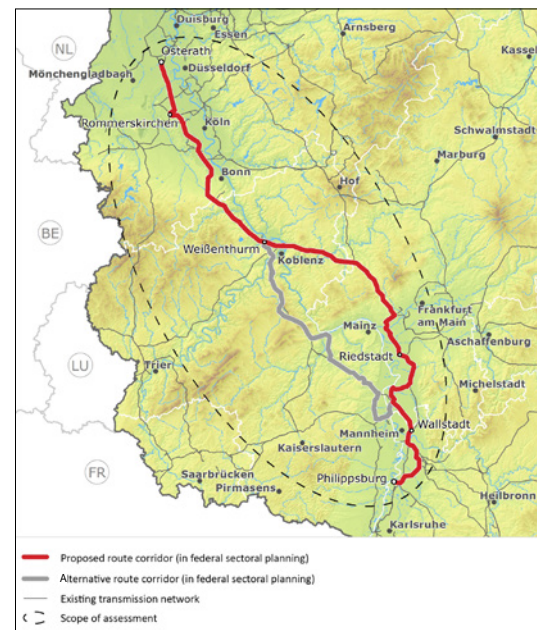 Duisburg
Essen
Arnsberg
NL
Osterath
Kassel
Düsseldorf
Mönchengladbach
Rommerskirchen
Köln
Schwalmstadt
Marburg
Bonn
Hof
BE
Weißenthurm
Koblenz
Frankfurt
am Main
Mainz
Aschaffenburg
Riedstadt
LU
Trier
Michelstadt
Wallstadt
Mannheim
Kaiserslautern
FR
Saarbrücken
Philippsburg
Pirmasens
Heilbronn
Karlsruhe
Proposed route corridor (in federal sectoral planning)
Alternative route corridor (in federal sectoral planning)
Existing transmission network
Scope of assessment